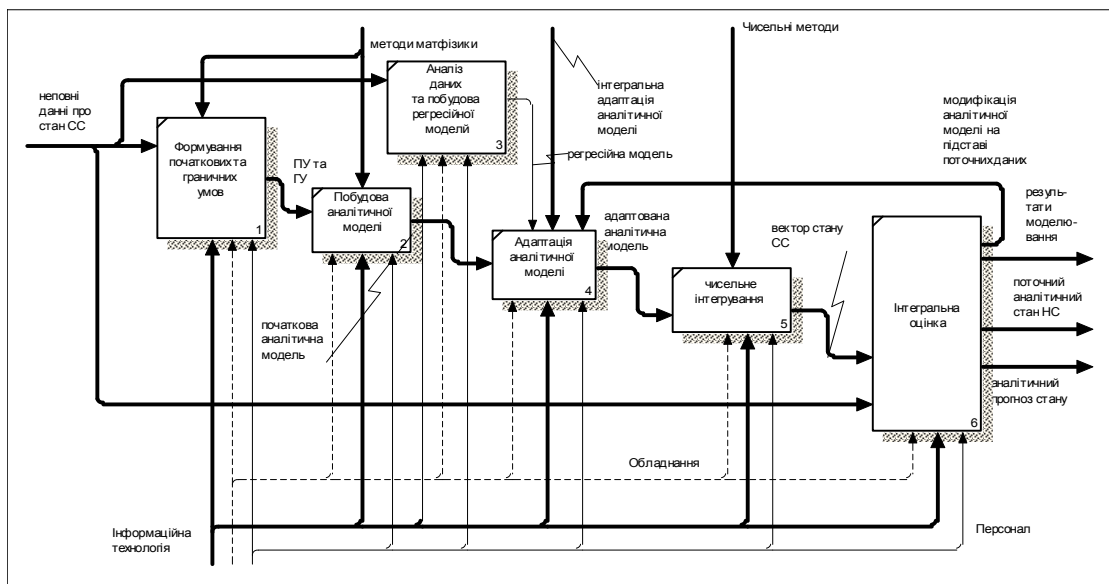 Чисельні методи
методи матфізики
Аналіз
даних
та побудова
регресійної
моделй
3
інтегральна
адаптація
аналітичної
моделі
модифікація
аналітичної
моделі на
підставі
поточних даних
неповні
данні про
стан СС
Формування
початкових та
граничних
умов
1
ПУ та
ГУ
регресійна модель
Побудова
аналітичної
моделі
2
Адаптація
аналітичної
моделі
4
адаптована
аналітична
модель
вектор стану
СС
резуль-
тати
моделю-
вання
чисельне
інтегрування
5
поточний
аналітичний
стан НС
Інтегральна
оцінка
6
початкова
аналітична
модель
аналітичний
прогноз стану
Обладнання
Інформаційна
технологія
Персонал